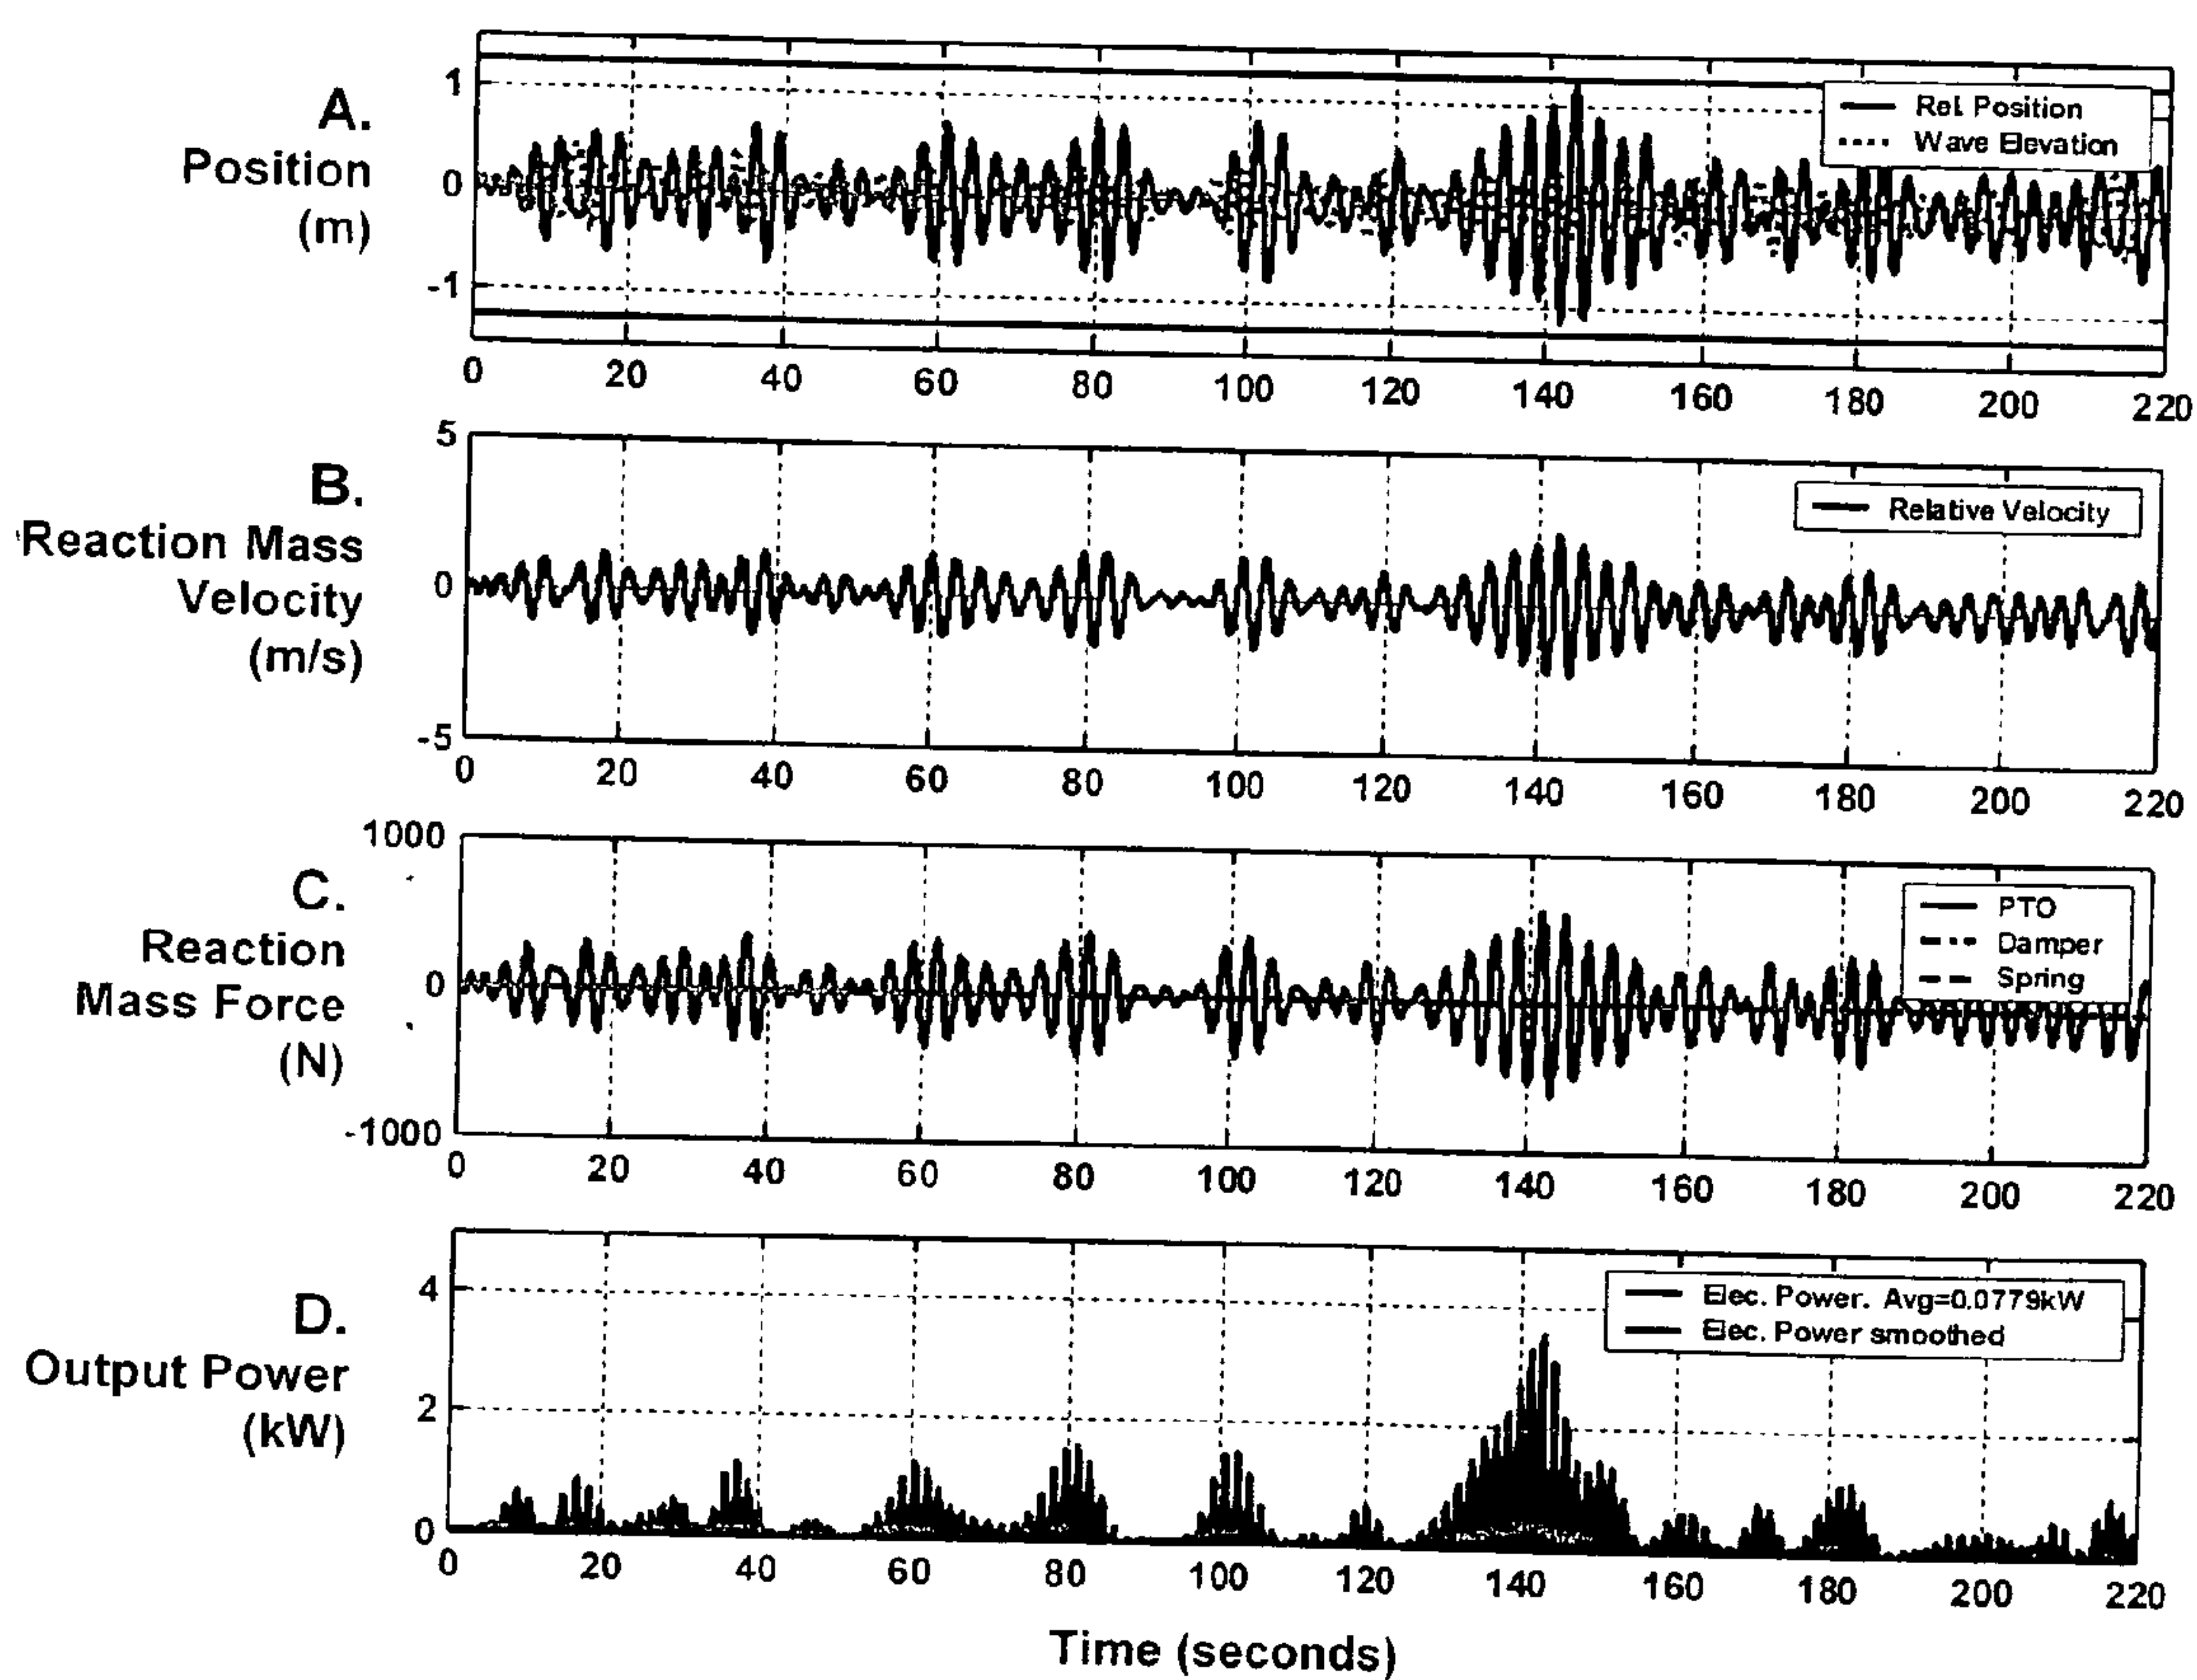 A.
Position
(m)
1
0
-1
Rel. Position
Wave Elevation
0 20 40 60 80 100 120 140 160 180 200 220
B.
Reaction Mass
Velocity
(m/s)
5
0
-5
Relative Velocity
0 20 40 60 80 100 120 140 160 180 200 220
C.
Reaction
Mass Force
(N)
1000
0
-1000
PTO
Damper
Spring
0 20 40 60 80 100 120 140 160 180 200 220
D.
Output Power
(kW)
4
2
0
Elec. Power. Avg=0.0779kW
Elec. Power smoothed
0 20 40 60 80 100 120 140 160 180 200 220
Time (seconds)